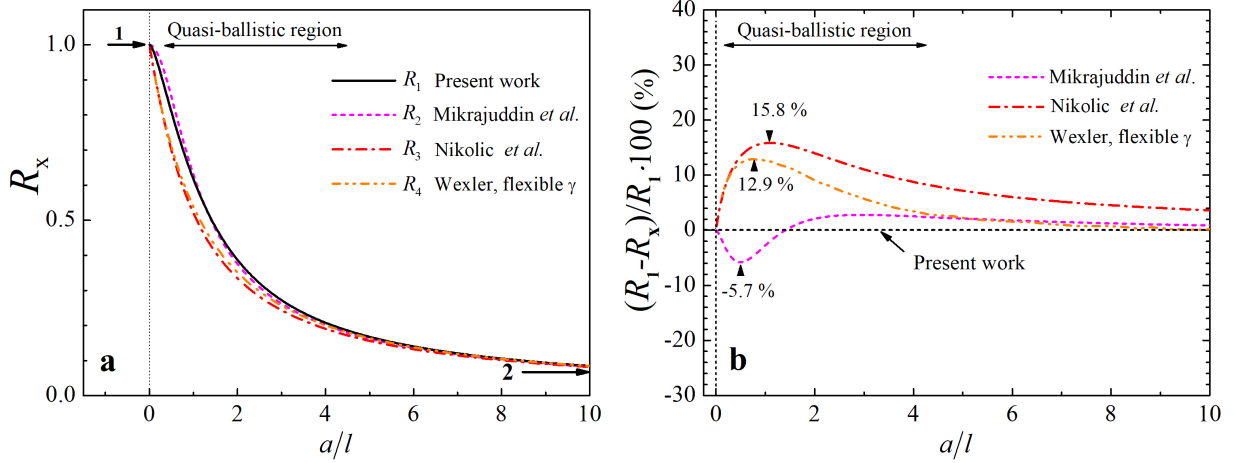 1
Quasi-ballistic region
R₁ Present work
R₂ Mikrajuddin et al.
R₃ Nikolic et al.
R₄ Wexler, flexible γ
a
2
1.0
0.5
0.0
Rₓ
0 2 4 6 8 10
a/l
Quasi-ballistic region
Mikrajuddin et al.
Nikolic et al.
Wexler, flexible γ
15.8 %
12.9 %
Present work
-5.7 %
b
40
30
20
10
0
-10
-20
-30
(R₁-Rₓ)/R₁·100 (%)
0 2 4 6 8 10
a/l